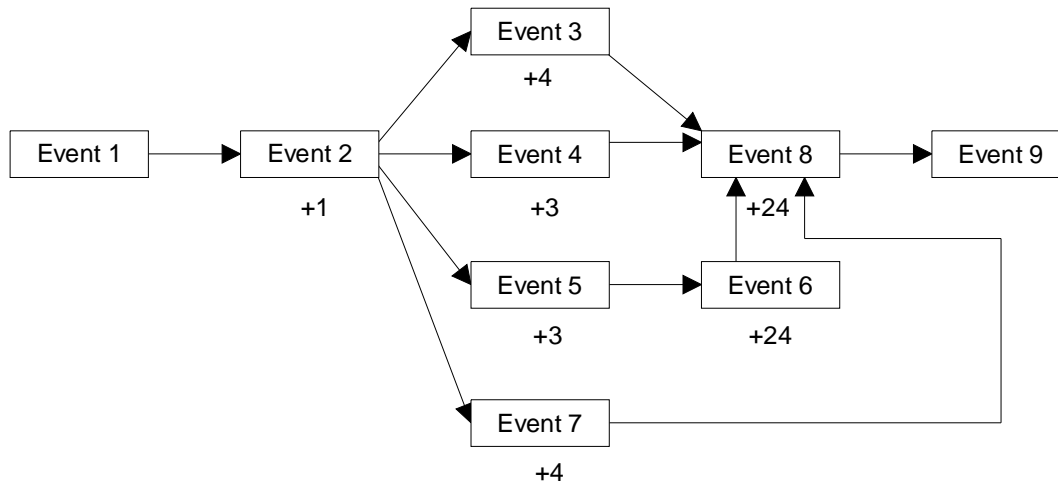 Event 3
+4
Event 1
Event 2
Event 4
Event 8
Event 9
+1
+3
+24
Event 5
Event 6
+3
+24
Event 7
+4